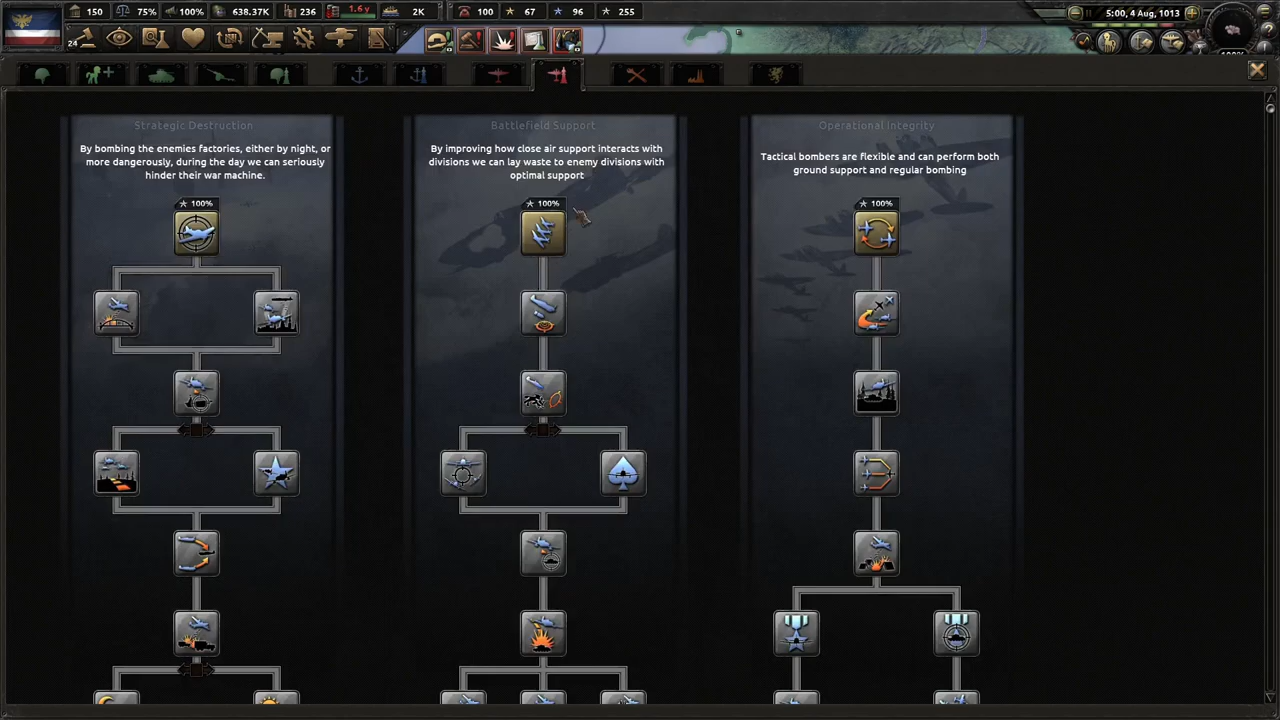 150 75% 100% 638.37K 236 1.6 y 2K 100 67 96 255 5:00, 4 Aug, 1013
24
100%
Strategic Destruction
By bombing the enemies factories, either by night, or
more dangerously, during the day we can seriously
hinder their war machine.
100%
Battlefield Support
By improving how close air support interacts with
divisions we can lay waste to enemy divisions with
optimal support
100%
Operational Integrity
Tactical bombers are flexible and can perform both
ground support and regular bombing
100%